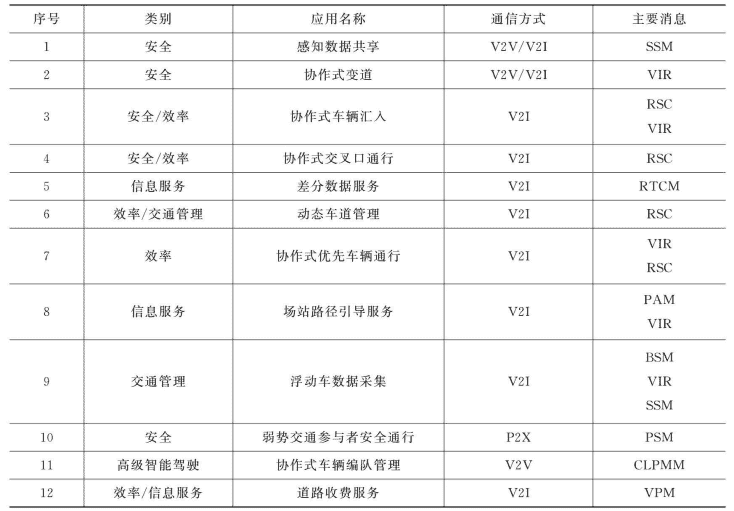 序号 类别 应用名称 通信方式 主要消息
1 安全 感知数据共享 V2V/V2I SSM
2 安全 协作式变道 V2V/V2I VIR
3 安全/效率 协作式车辆汇入 V2I RSC
VIR
4 安全/效率 协作式交叉口通行 V2I RSC
5 信息服务 差分数据服务 V2I RTCM
6 效率/交通管理 动态车道管理 V2I RSC
7 效率 协作式优先车辆通行 V2I VIR
RSC
8 信息服务 场站路径引导服务 V2I PAM
VIR
9 交通管理 浮动车数据采集 V2I BSM
VIR
SSM
10 安全 弱势交通参与者安全通行 P2X PSM
11 高级智能驾驶 协作式车辆编队管理 V2V CLPMM
12 效率/信息服务 道路收费服务 V2I VPM